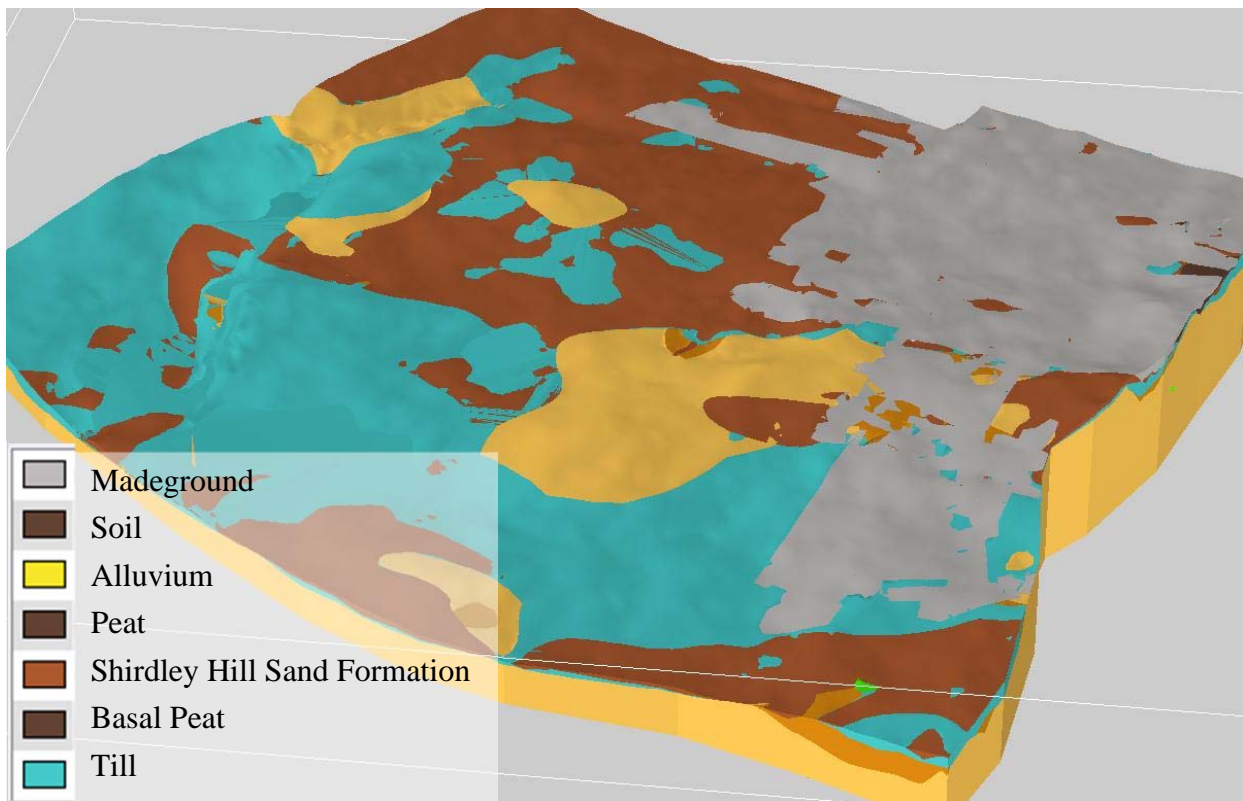 Madeground
Soil
Alluvium
Peat
Shirdley Hill Sand Formation
Basal Peat
Till